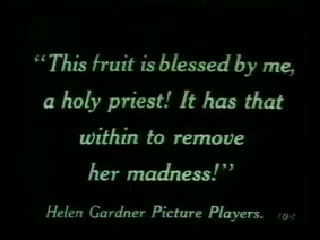 “This fruit is blessed by me,
a holy priest! It has that
within to remove
her madness!”
Helen Gardner Picture Players.